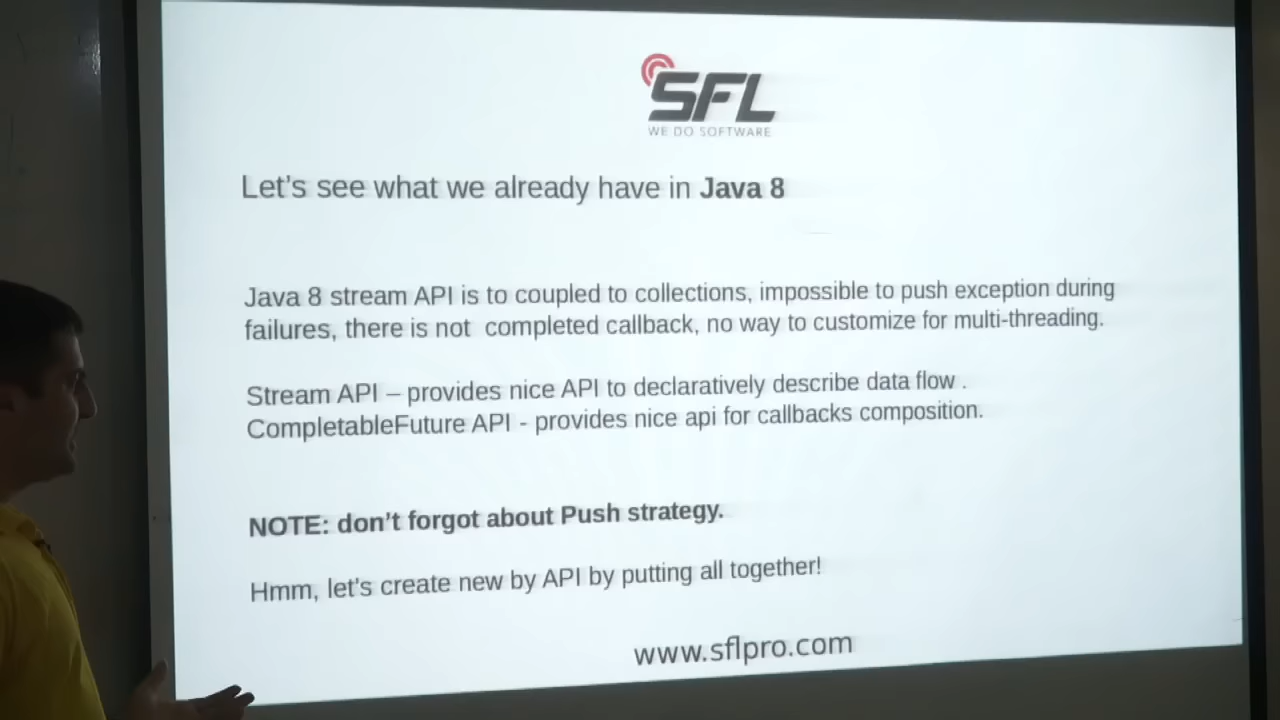 SFL
WE DO SOFTWARE
Let's see what we already have in Java 8
Java 8 stream API is to coupled to collections, impossible to push exception during
failures, there is not  completed callback, no way to customize for multi-threading.
Stream API – provides nice API to declaratively describe data flow .
CompletableFuture API - provides nice api for callbacks composition.
NOTE: don't forgot about Push strategy.
Hmm, let's create new by API by putting all together!
www.sflpro.com